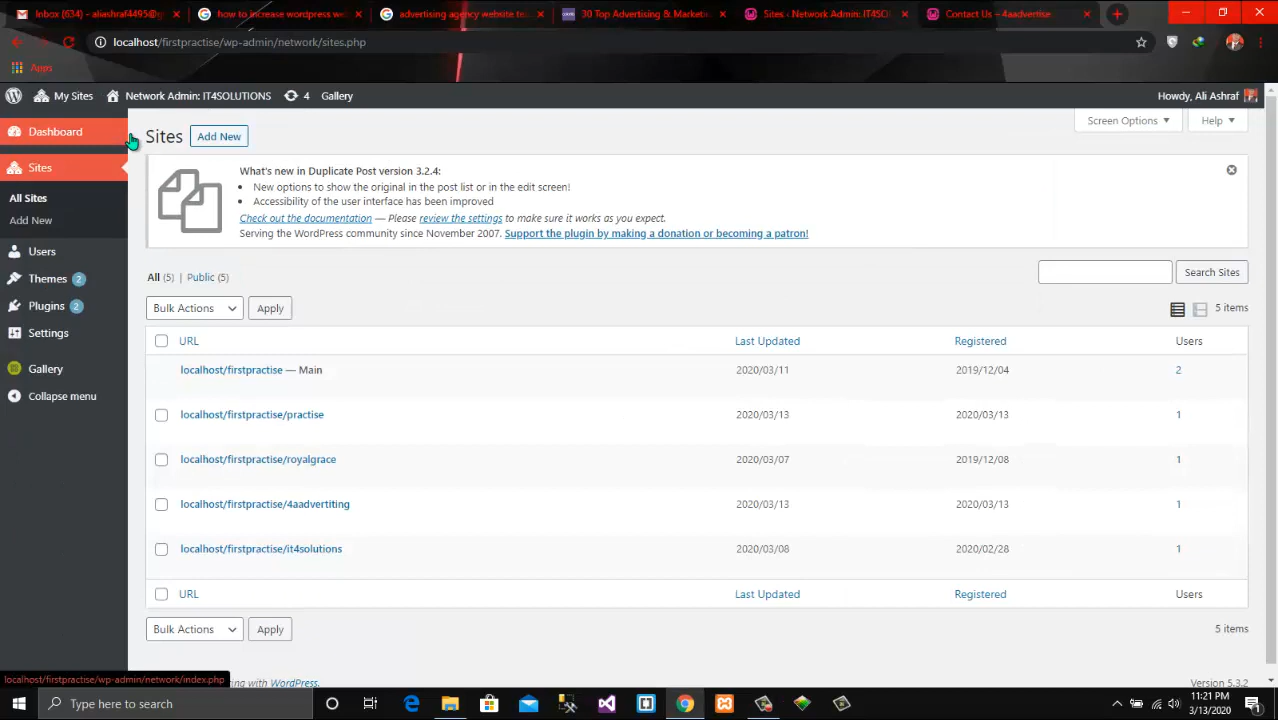 Inbox (634) - aliashraf4495@g
how to increase wordpress we
advertising agency website te
30 Top Advertising & Marketin
Sites ‹ Network Admin: IT4SO
Contact Us – 4aadvertise
localhost/firstpractise/wp-admin/network/sites.php
Apps
My Sites
Network Admin: IT4SOLUTIONS
4
Gallery
Howdy, Ali Ashraf
Dashboard
Sites
All Sites
Add New
Users
Themes 2
Plugins 2
Settings
Gallery
Collapse menu
Sites
Add New
Screen Options
Help
What's new in Duplicate Post version 3.2.4:
New options to show the original in the post list or in the edit screen!
Accessibility of the user interface has been improved
Check out the documentation — Please review the settings to make sure it works as you expect.
Serving the WordPress community since November 2007. Support the plugin by making a donation or becoming a patron!
All (5) | Public (5)
Search Sites
Bulk Actions
Apply
5 items
URL Last Updated Registered Users
localhost/firstpractise — Main 2020/03/11 2019/12/04 2
localhost/firstpractise/practise 2020/03/13 2020/03/13 1
localhost/firstpractise/royalgrace 2020/03/07 2019/12/08 1
localhost/firstpractise/4aadvertiting 2020/03/13 2020/03/13 1
localhost/firstpractise/it4solutions 2020/03/08 2020/02/28 1
URL Last Updated Registered Users
Bulk Actions
Apply
5 items
localhost/firstpractise/wp-admin/network/index.php
ting with WordPress.
Version 5.3.2
Type here to search
11:21 PM
3/13/2020
1